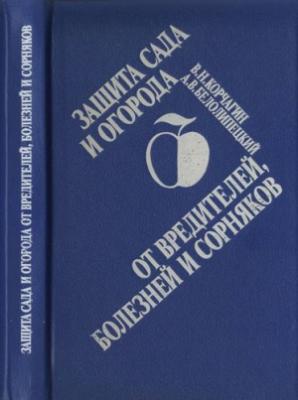 ЗАЩИТА САДА И ОГОРОДА ОТ ВРЕДИТЕЛЕЙ, БОЛЕЗНЕЙ И СОРНЯКОВ
ЗАЩИТА САДА
И ОГОРОДА
В.Н.КОРЧАГИН
А.В.БЕЛОЛИПЕЦКИЙ
ОТ ВРЕДИТЕЛЕЙ,
БОЛЕЗНЕЙ И СОРНЯКОВ